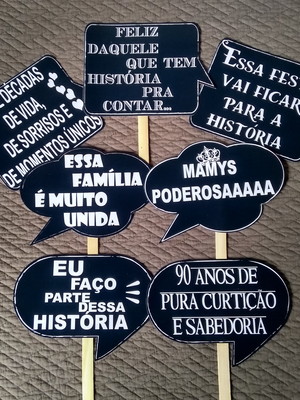 FELIZ
DAQUELE
QUE TEM
HISTÓRIA
PRA
CONTAR...
DÉCADAS
DE VIDA,
DE SORRISOS E
DE MOMENTOS ÚNICOS
ESSA FES
VAI FICAR
PARA A
HISTÓRIA
ESSA
FAMÍLIA
É MUITO
UNIDA
MAMYS
PODEROSAAAAA
EU
FAÇO
PARTE
DESSA
HISTÓRIA
90 ANOS DE
PURA CURTIÇÃO
E SABEDORIA